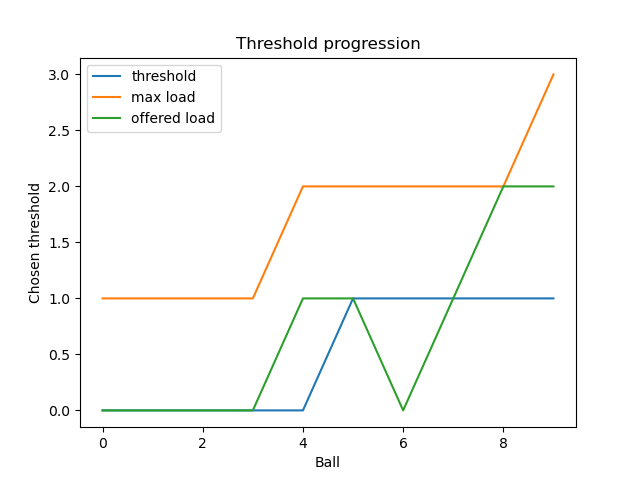 Threshold progression
threshold
max load
offered load
Chosen threshold
3.0
2.5
2.0
1.5
1.0
0.5
0.0
0 2 4 6 8
Ball